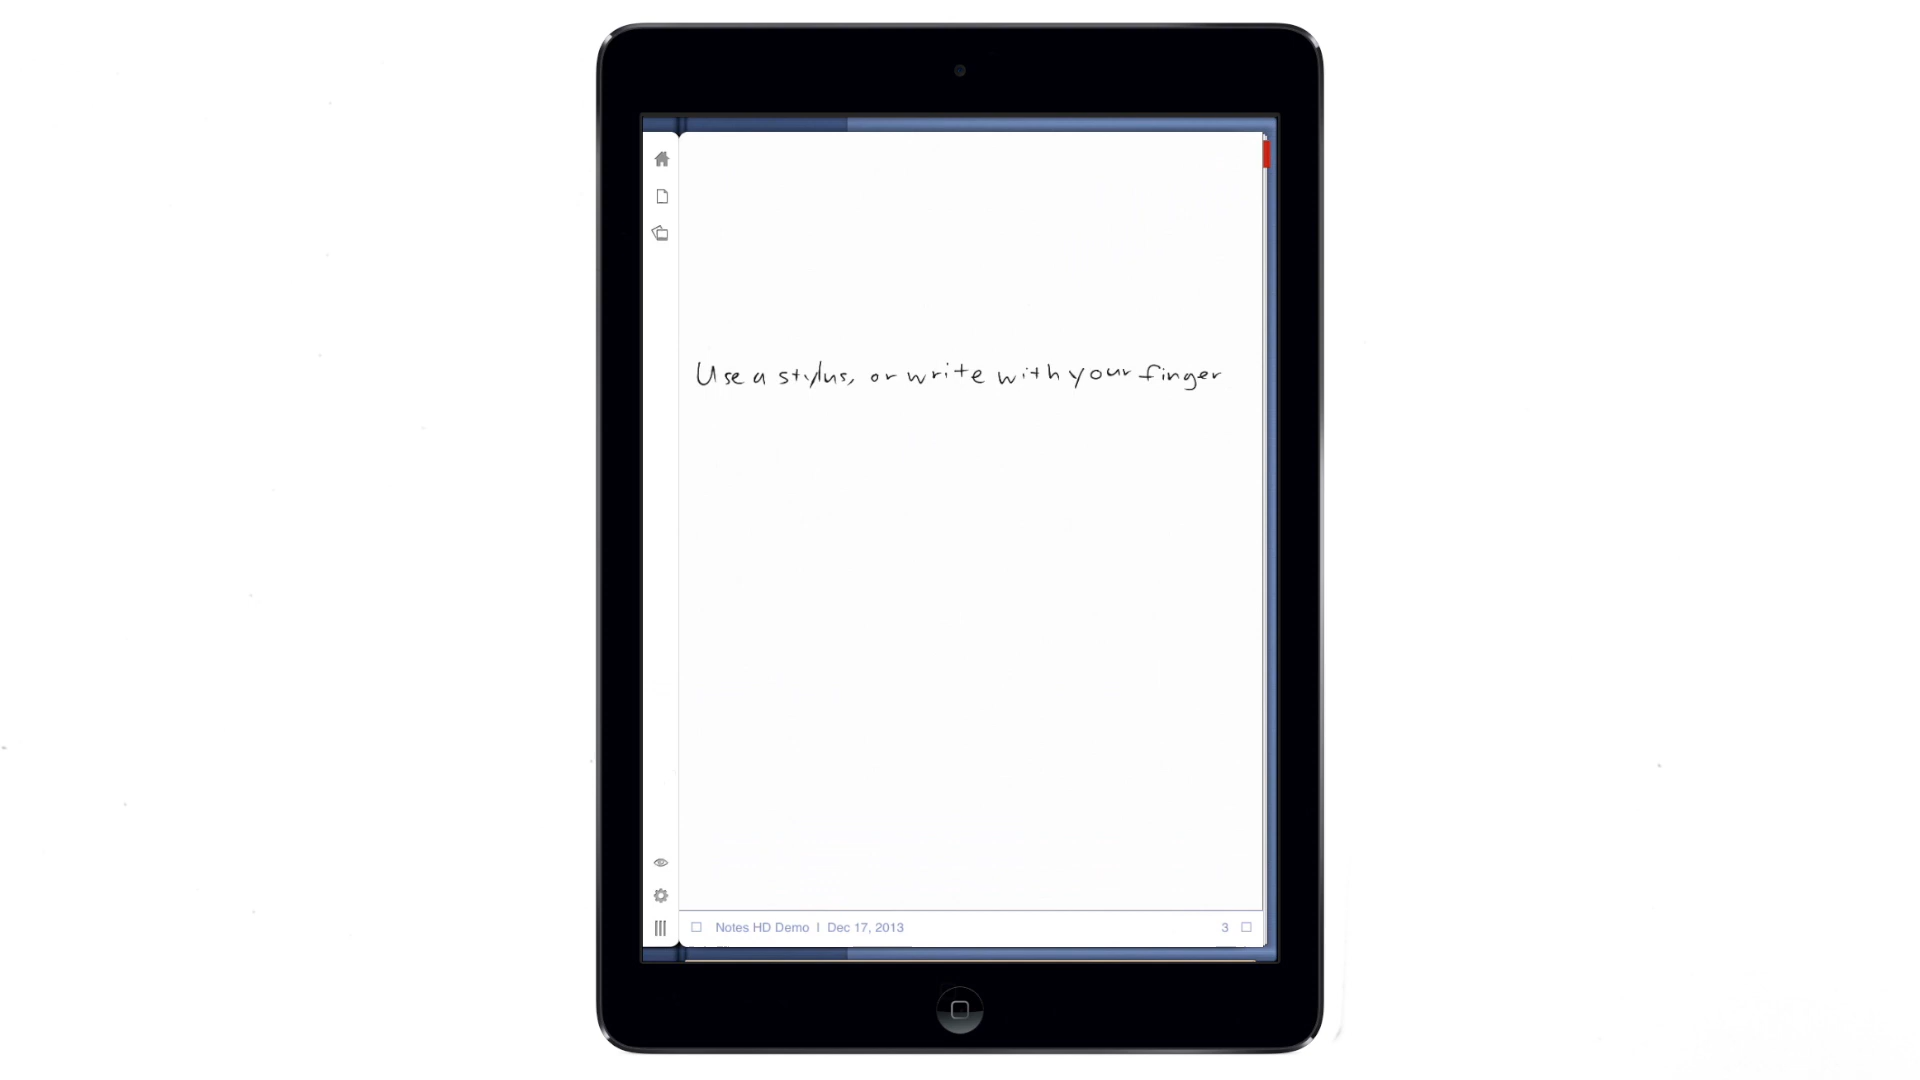 Use a stylus, or write with your finger
Notes HD Demo | Dec 17, 2013 3